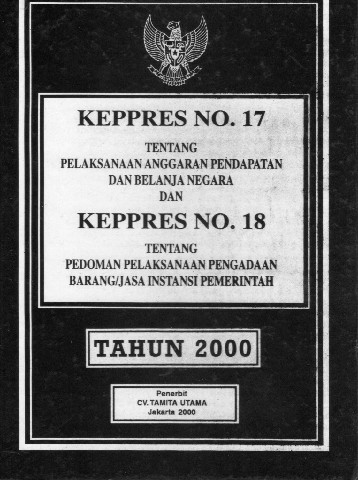 KEPPRES NO. 17
TENTANG
PELAKSANAAN ANGGARAN PENDAPATAN
DAN BELANJA NEGARA
DAN
KEPPRES NO. 18
TENTANG
PEDOMAN PELAKSANAAN PENGADAAN
BARANG/JASA INSTANSI PEMERINTAH
TAHUN 2000
Penerbit
CV. TAMITA UTAMA
Jakarta 2000